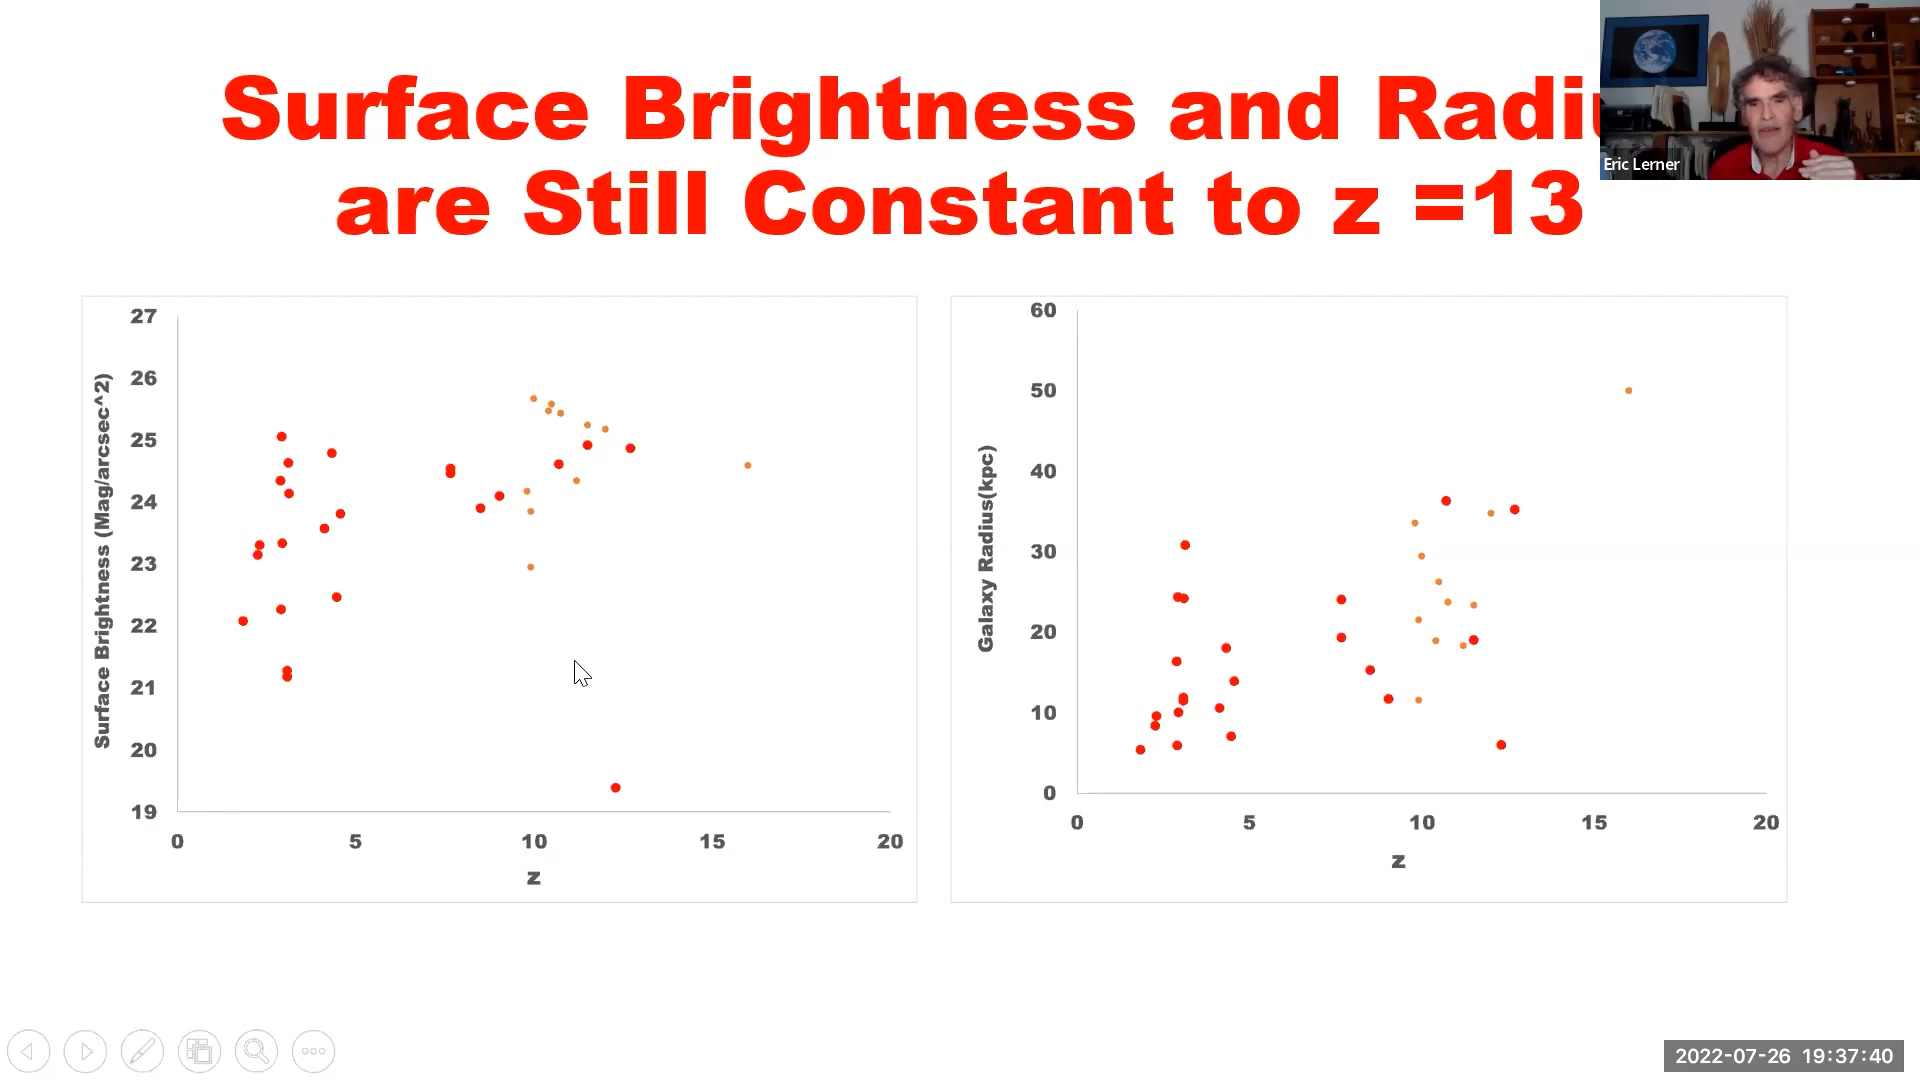 Surface Brightness and Radiu
are Still Constant to z =13
Eric Lerner
27
26
25
24
23
22
21
20
19
Surface Brightness (Mag/arcsec^2)
0 5 10 15 20
z
60
50
40
30
20
10
0
Galaxy Radius(kpc)
0 5 10 15 20
z
2022-07-26 19:37:40